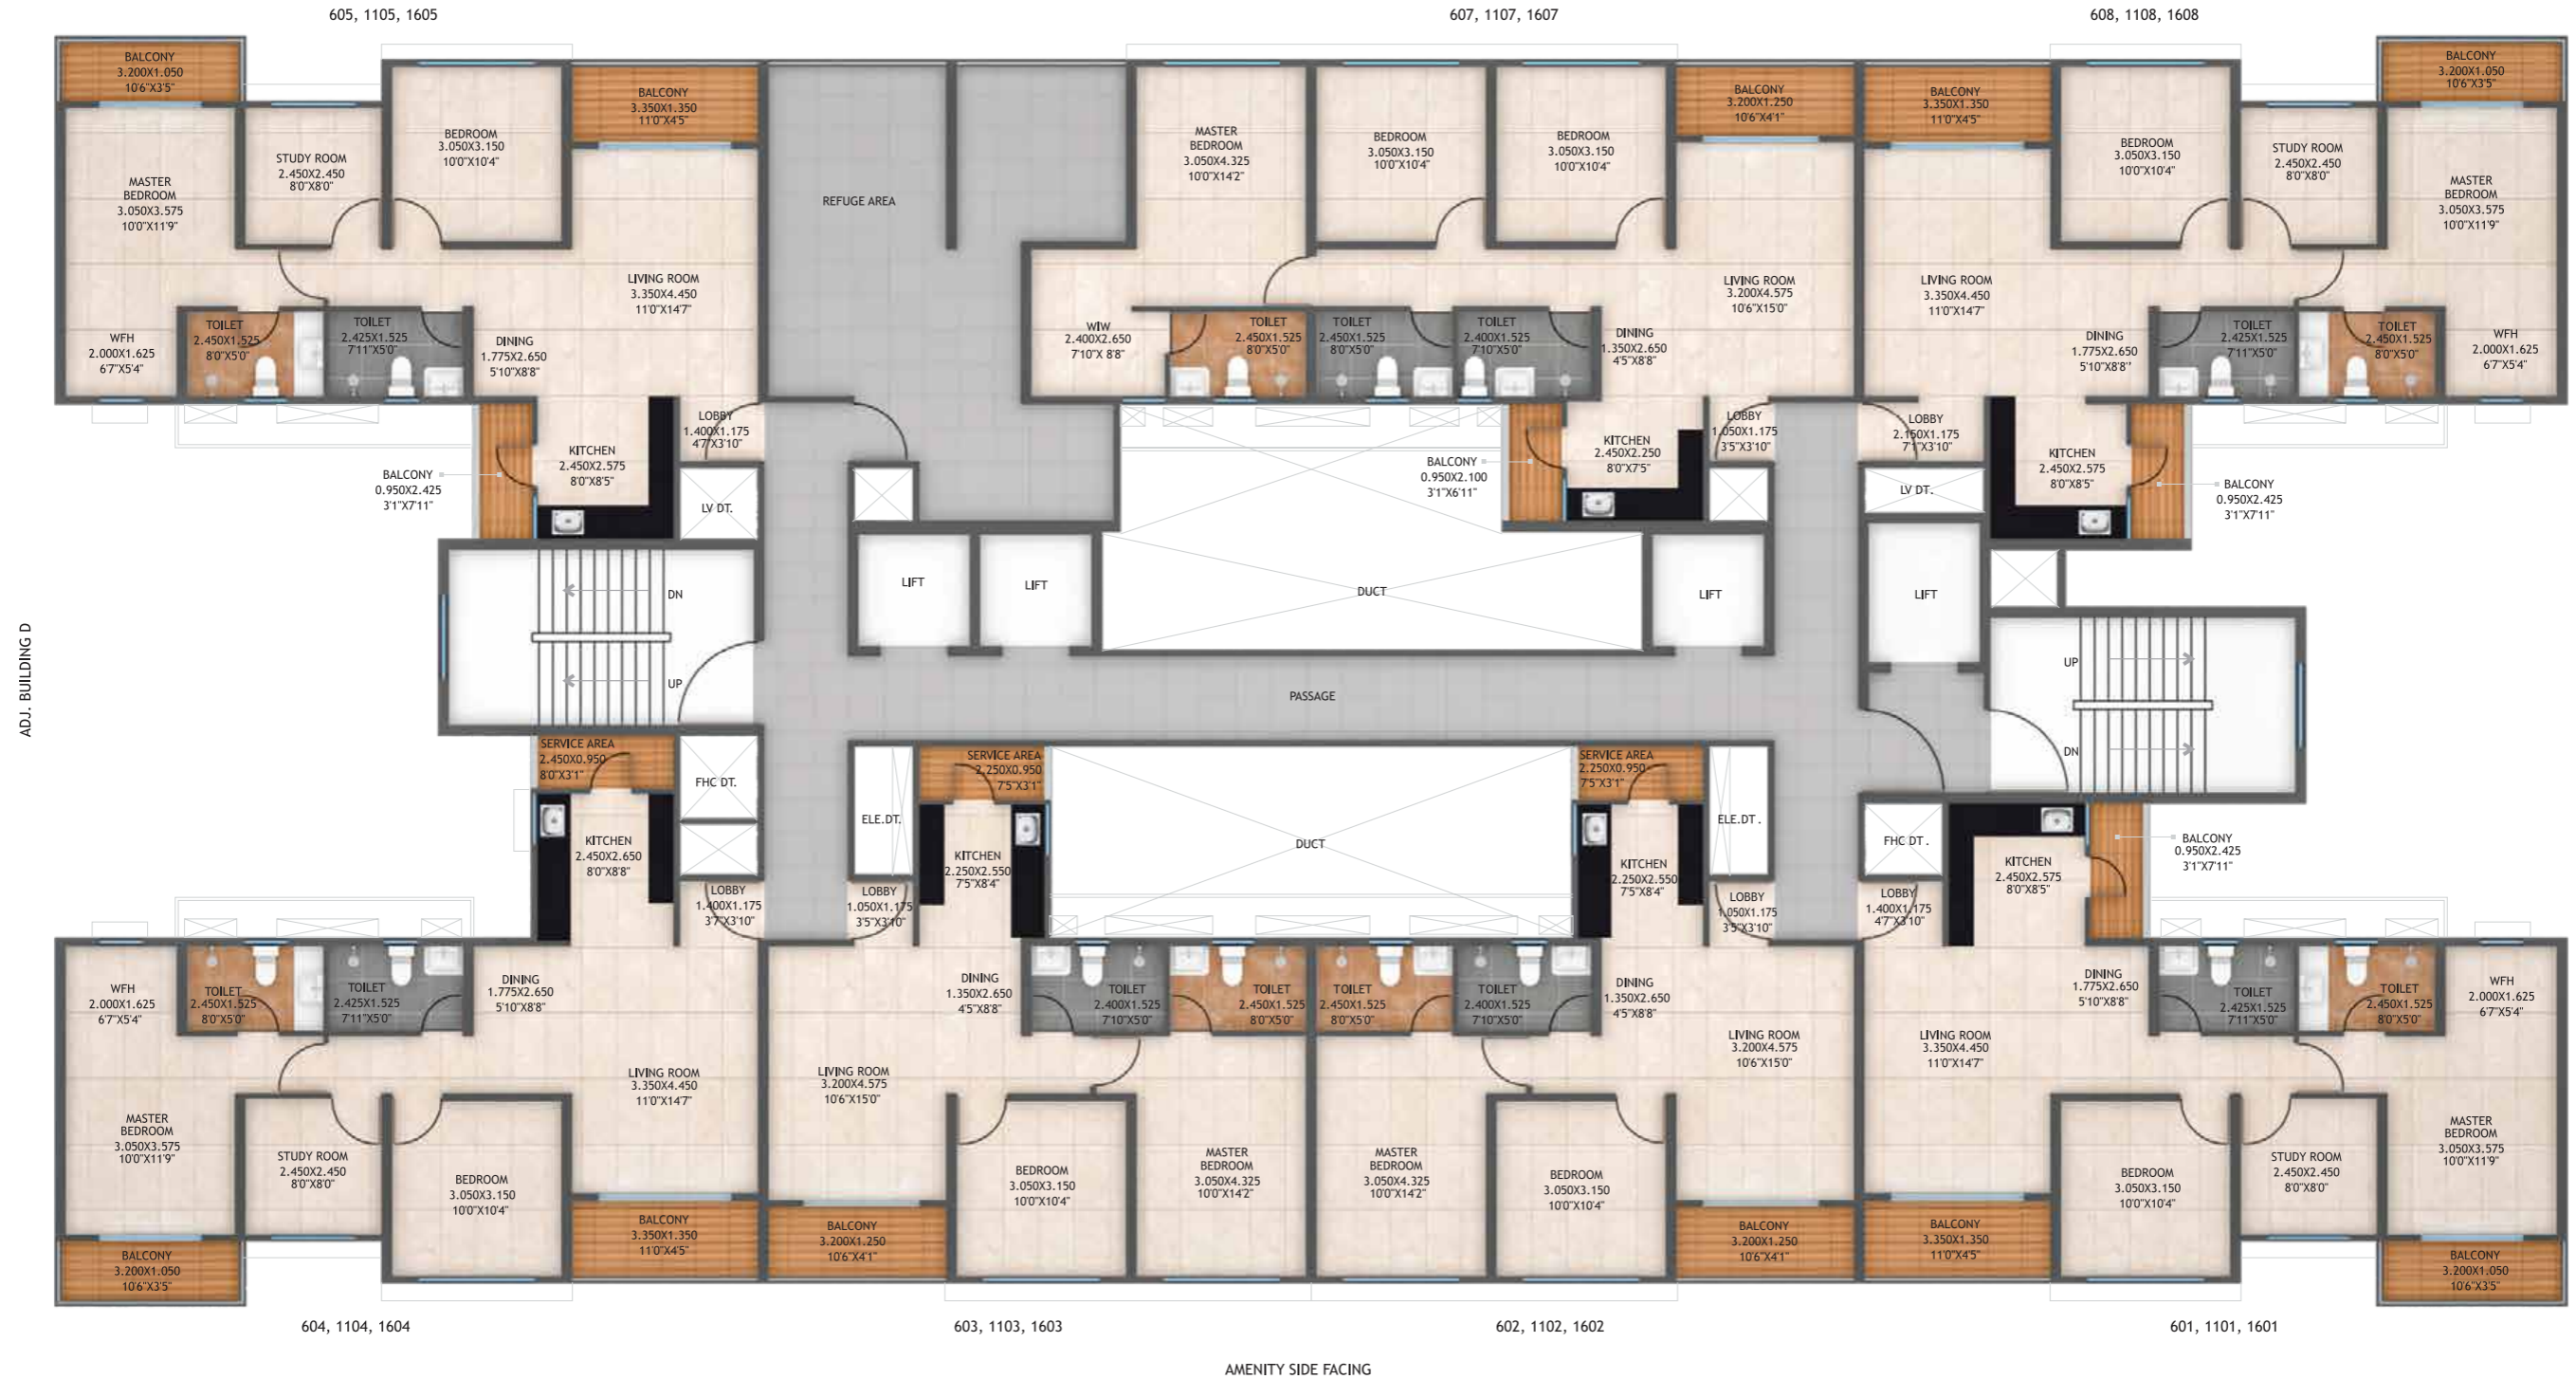 605, 1105, 1605
607, 1107, 1607
608, 1108, 1608
BALCONY
3.200X1.050
10'6"X3'5"
MASTER
BEDROOM
3.050X3.575
10'0"X11'9"
STUDY ROOM
2.450X2.450
8'0"X8'0"
BEDROOM
3.050X3.150
10'0"X10'4"
BALCONY
3.350X1.350
11'0"X4'5"
LIVING ROOM
3.350X4.450
11'0"X14'7"
WFH
2.000X1.625
6'7"X5'4"
TOILET
2.450X1.525
8'0"X5'0"
TOILET
2.425X1.525
7'11"X5'0"
DINING
1.775X2.650
5'10"X8'8"
LOBBY
1.400X1.175
4'7"X3'10"
KITCHEN
2.450X2.575
8'0"X8'5"
BALCONY
0.950X2.425
3'1"X7'11"
LV DT.
REFUGE AREA
MASTER
BEDROOM
3.050X4.325
10'0"X14'2"
BEDROOM
3.050X3.150
10'0"X10'4"
BEDROOM
3.050X3.150
10'0"X10'4"
BALCONY
3.200X1.250
10'6"X4'1"
LIVING ROOM
3.200X4.575
10'6"X15'0"
WIW
2.400X2.650
7'10"X 8'8"
TOILET
2.450X1.525
8'0"X5'0"
TOILET
2.450X1.525
8'0"X5'0"
TOILET
2.400X1.525
7'10"X5'0"
DINING
1.350X2.650
4'5"X8'8"
LOBBY
1.050X1.175
3'5"X3'10"
KITCHEN
2.450X2.250
8'0"X7'5"
BALCONY
0.950X2.100
3'1"X6'11"
BALCONY
3.350X1.350
11'0"X4'5"
BEDROOM
3.050X3.150
10'0"X10'4"
STUDY ROOM
2.450X2.450
8'0"X8'0"
BALCONY
3.200X1.050
10'6"X3'5"
MASTER
BEDROOM
3.050X3.575
10'0"X11'9"
LIVING ROOM
3.350X4.450
11'0"X14'7"
DINING
1.775X2.650
5'10"X8'8"
TOILET
2.425X1.525
7'11"X5'0"
TOILET
2.450X1.525
8'0"X5'0"
WFH
2.000X1.625
6'7"X5'4"
LOBBY
2.150X1.175
7'1"X3'10"
LV DT.
KITCHEN
2.450X2.575
8'0"X8'5"
BALCONY
0.950X2.425
3'1"X7'11"
ADJ. BUILDING D
DN
UP
LIFT
LIFT
DUCT
LIFT
LIFT
UP
DN
PASSAGE
SERVICE AREA
2.450X0.950
8'0"X3'1"
FHC DT.
KITCHEN
2.450X2.650
8'0"X8'8"
LOBBY
1.400X1.175
3'7"X3'10"
WFH
2.000X1.625
6'7"X5'4"
TOILET
2.450X1.525
8'0"X5'0"
TOILET
2.425X1.525
7'11"X5'0"
DINING
1.775X2.650
5'10"X8'8"
MASTER
BEDROOM
3.050X3.575
10'0"X11'9"
STUDY ROOM
2.450X2.450
8'0"X8'0"
BEDROOM
3.050X3.150
10'0"X10'4"
LIVING ROOM
3.350X4.450
11'0"X14'7"
BALCONY
3.350X1.350
11'0"X4'5"
BALCONY
3.200X1.050
10'6"X3'5"
ELE.DT.
SERVICE AREA
2.250X0.950
7'5"X3'1"
KITCHEN
2.250X2.550
7'5"X8'4"
LOBBY
1.050X1.175
3'5"X3'10"
DINING
1.350X2.650
4'5"X8'8"
TOILET
2.400X1.525
7'10"X5'0"
TOILET
2.450X1.525
8'0"X5'0"
LIVING ROOM
3.200X4.575
10'6"X15'0"
BEDROOM
3.050X3.150
10'0"X10'4"
MASTER
BEDROOM
3.050X4.325
10'0"X14'2"
BALCONY
3.200X1.250
10'6"X4'1"
DUCT
SERVICE AREA
2.250X0.950
7'5"X3'1"
KITCHEN
2.250X2.550
7'5"X8'4"
ELE.DT .
LOBBY
1.050X1.175
3'5"X3'10"
TOILET
2.450X1.525
8'0"X5'0"
TOILET
2.400X1.525
7'10"X5'0"
DINING
1.350X2.650
4'5"X8'8"
LIVING ROOM
3.200X4.575
10'6"X15'0"
MASTER
BEDROOM
3.050X4.325
10'0"X14'2"
BEDROOM
3.050X3.150
10'0"X10'4"
BALCONY
3.200X1.250
10'6"X4'1"
FHC DT .
LOBBY
1.400X1.175
4'7"X3'10"
KITCHEN
2.450X2.575
8'0"X8'5"
BALCONY
0.950X2.425
3'1"X7'11"
DINING
1.775X2.650
5'10"X8'8"
TOILET
2.425X1.525
7'11"X5'0"
TOILET
2.450X1.525
8'0"X5'0"
WFH
2.000X1.625
6'7"X5'4"
LIVING ROOM
3.350X4.450
11'0"X14'7"
BEDROOM
3.050X3.150
10'0"X10'4"
STUDY ROOM
2.450X2.450
8'0"X8'0"
MASTER
BEDROOM
3.050X3.575
10'0"X11'9"
BALCONY
3.350X1.350
11'0"X4'5"
BALCONY
3.200X1.050
10'6"X3'5"
604, 1104, 1604
603, 1103, 1603
602, 1102, 1602
601, 1101, 1601
AMENITY SIDE FACING